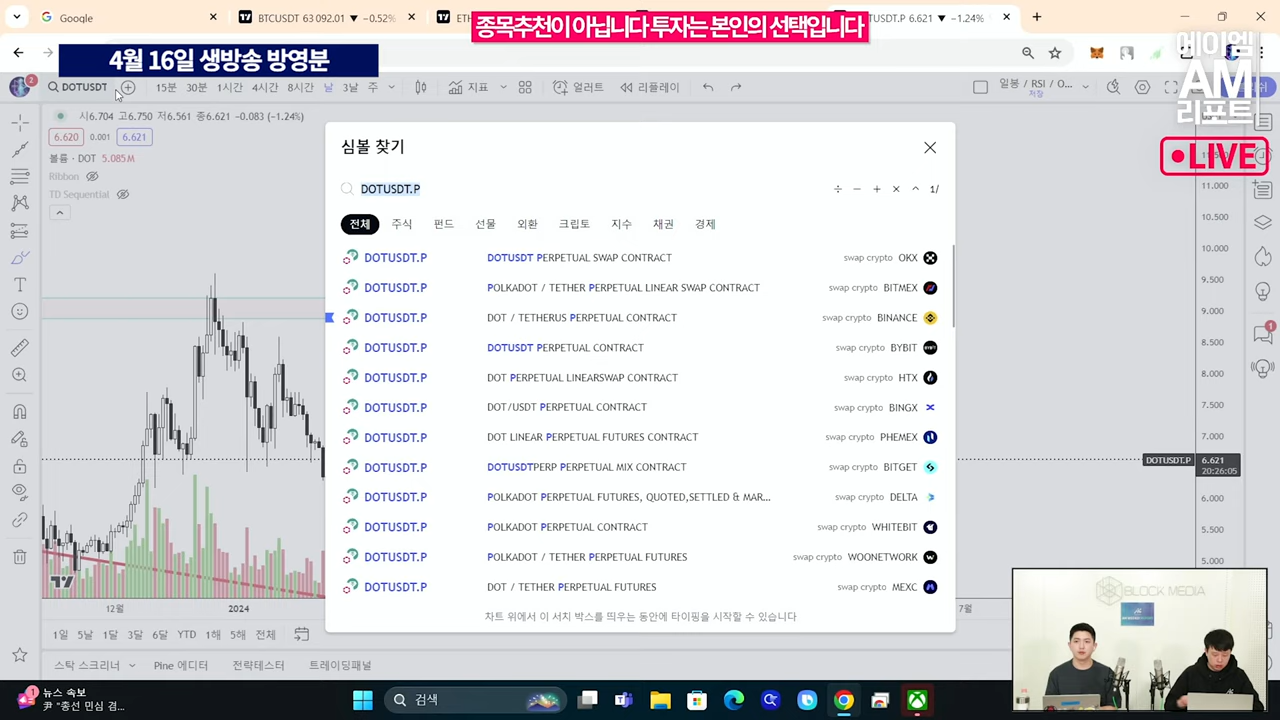 Google
BTCUSDT 63 092.01 ▼ −0.52%
ETH
USDT.P 6.621 ▼ −1.24%
종목추천이 아닙니다 투자는 본인의 선택입니다
4월 16일 생방송 방영분
에이엠
AM
리포트
LIVE
2
DOTUSDT
15분 30분 1시간 4시간 8시간 날 3날 주
지표
얼러트
리플레이
일봉 / RSI / O...
저장
시6.704 고6.750 저6.561 종6.621 −0.083 (−1.24%)
6.620 0.001 6.621
볼륨 · DOT 5.085M
Ribbon
TD Sequential
심볼 찾기
DOTUSDT.P
1/
전체 주식 펀드 선물 외환 크립토 지수 채권 경제
DOTUSDT.P DOTUSDT PERPETUAL SWAP CONTRACT swap crypto OKX
DOTUSDT.P POLKADOT / TETHER PERPETUAL LINEAR SWAP CONTRACT swap crypto BITMEX
DOTUSDT.P DOT / TETHERUS PERPETUAL CONTRACT swap crypto BINANCE
DOTUSDT.P DOTUSDT PERPETUAL CONTRACT swap crypto BYBIT
DOTUSDT.P DOT PERPETUAL LINEARSWAP CONTRACT swap crypto HTX
DOTUSDT.P DOT/USDT PERPETUAL CONTRACT swap crypto BINGX
DOTUSDT.P DOT LINEAR PERPETUAL FUTURES CONTRACT swap crypto PHEMEX
DOTUSDT.P DOTUSDTPERP PERPETUAL MIX CONTRACT swap crypto BITGET
DOTUSDT.P POLKADOT PERPETUAL FUTURES, QUOTED,SETTLED & MAR... swap crypto DELTA
DOTUSDT.P POLKADOT PERPETUAL CONTRACT swap crypto WHITEBIT
DOTUSDT.P POLKADOT / TETHER PERPETUAL FUTURES swap crypto WOONETWORK
DOTUSDT.P DOT / TETHER PERPETUAL FUTURES swap crypto MEXC
차트 위에서 이 서치 박스를 띄우는 동안에 타이핑을 시작할 수 있습니다
11.000
10.500
10.000
9.500
9.000
8.500
8.000
7.500
7.000
DOTUSDT.P 6.621
20:26:05
6.000
5.500
5.000
1
12월 2024 7월
1일 5날 1달 3달 6달 YTD 1해 5해 전체
스탁 스크리너 Pine 에디터 전략테스터 트레이딩패널
BLOCK MEDIA
1
뉴스 속보
尹 "총선 민심 겸...
검색